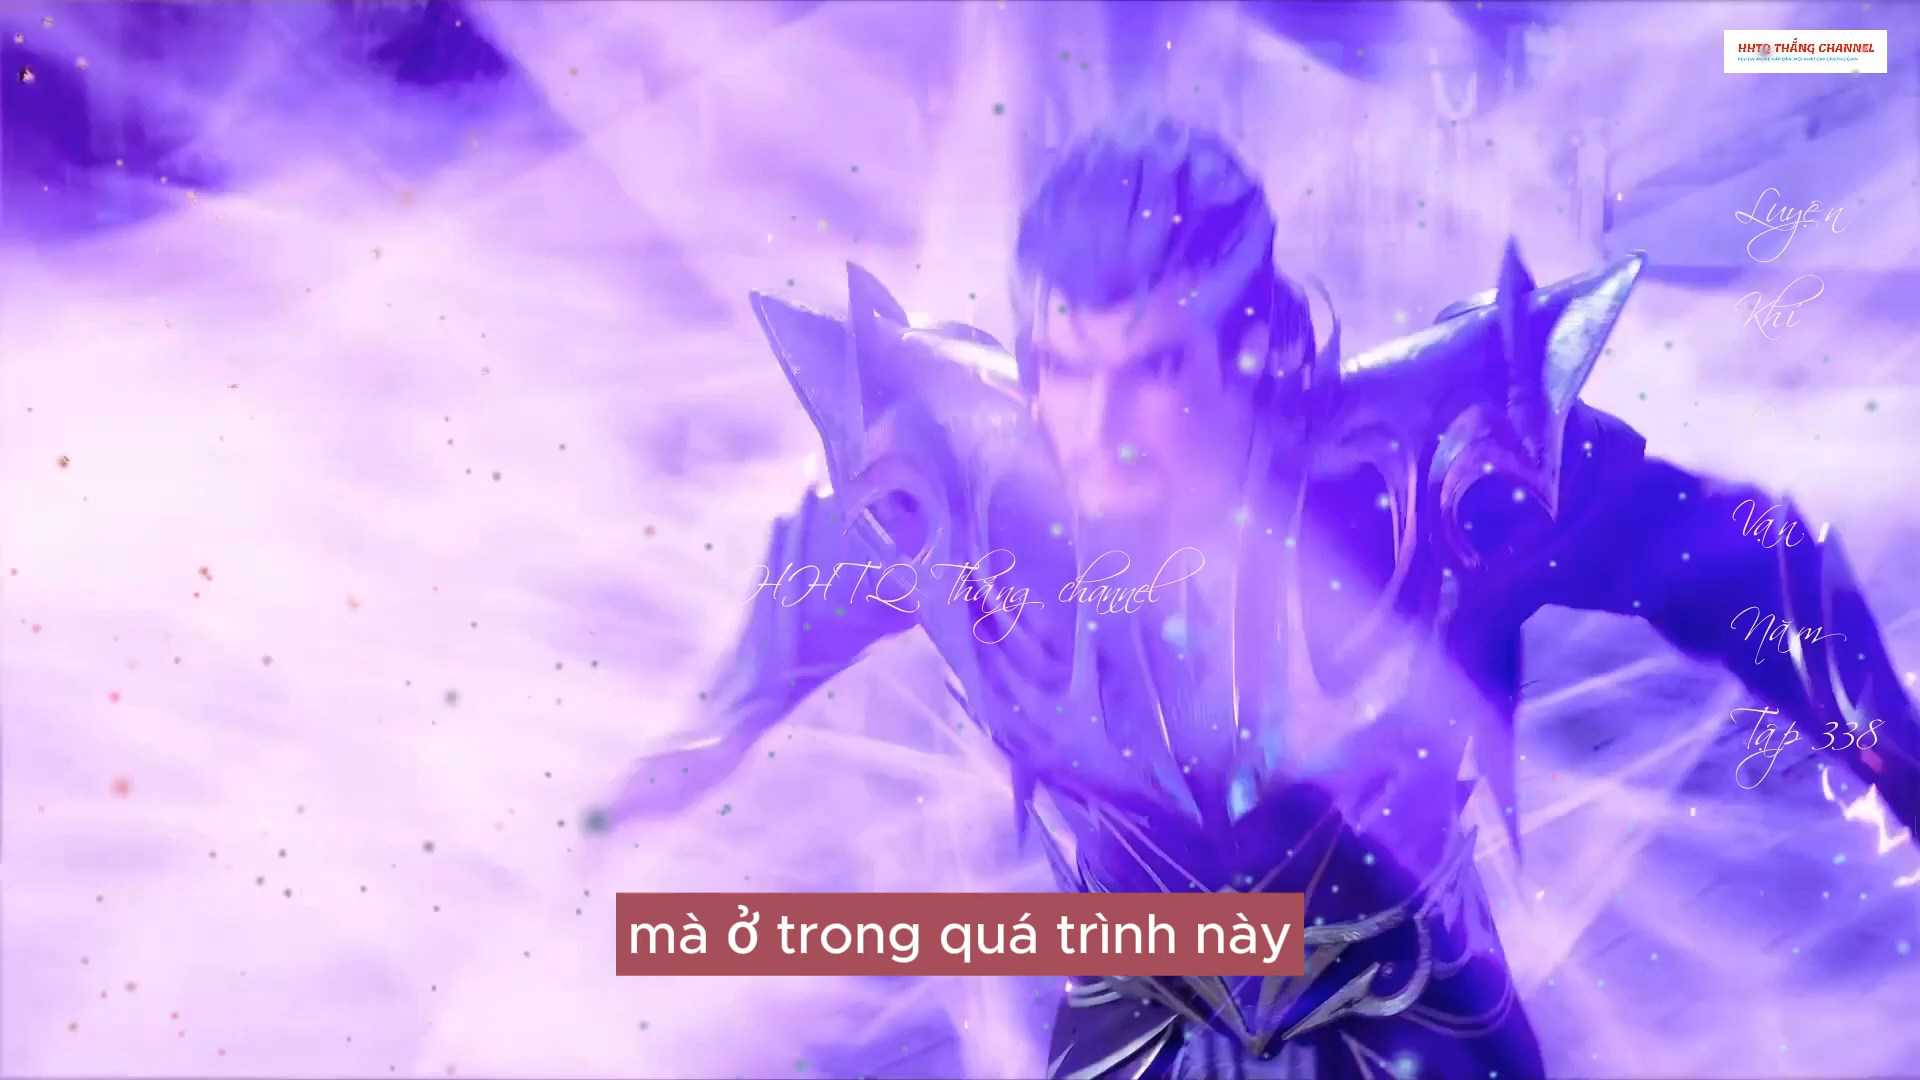 HHTQ THẮNG CHANNEL
Luyện
Khí
Vạn
Năm
Tập 338
HHTQ Thắng channel
mà ở trong quá trình này